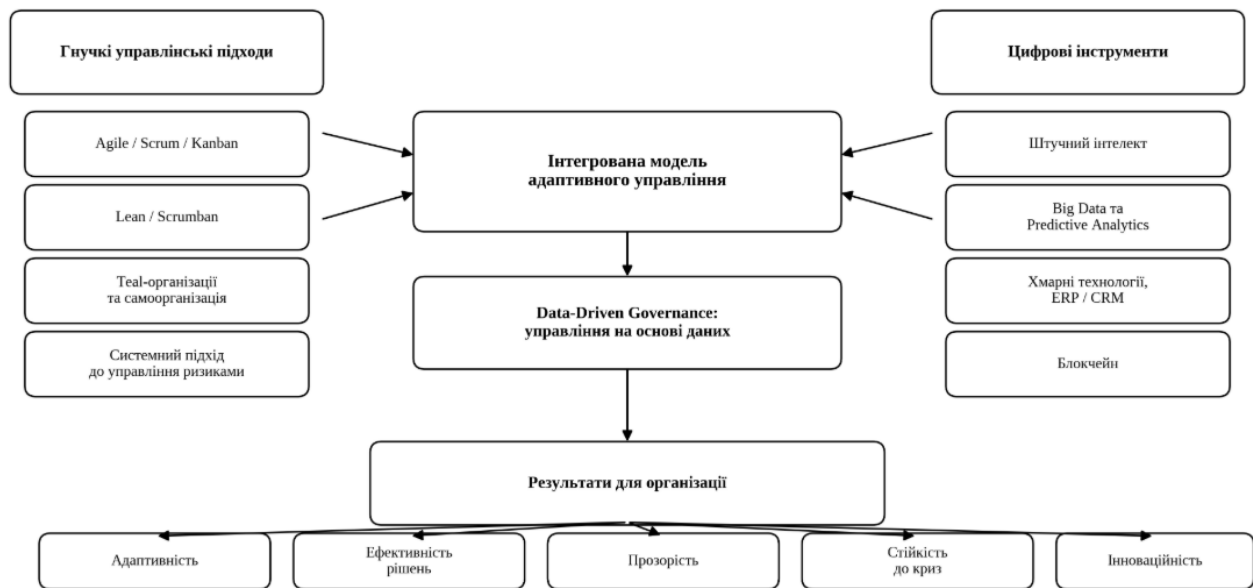 Гнучкі управлінські підходи
Agile / Scrum / Kanban
Lean / Scrumban
Teal-організації
та самоорганізація
Системний підхід
до управління ризиками
Інтегрована модель
адаптивного управління
Data-Driven Governance:
управління на основі даних
Цифрові інструменти
Штучний інтелект
Big Data та
Predictive Analytics
Хмарні технології,
ERP / CRM
Блокчейн
Результати для організації
Адаптивність
Ефективність
рішень
Прозорість
Стійкість
до криз
Інноваційність